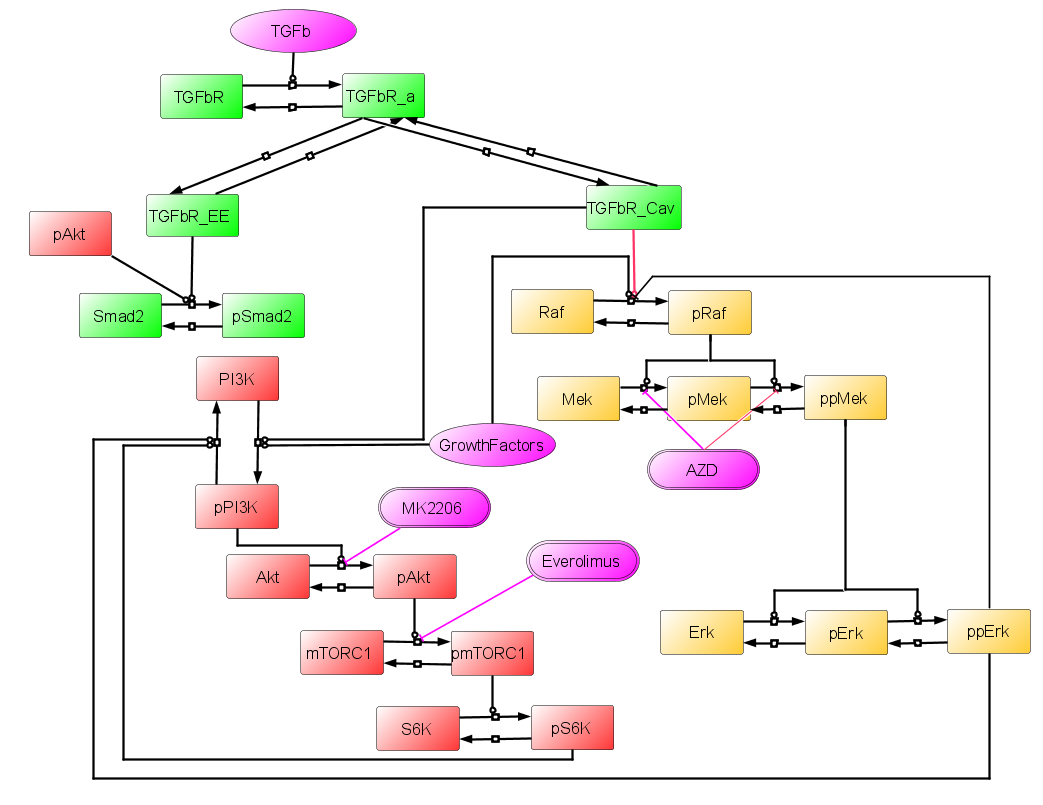 TGFb
TGFbR
TGFbR_a
TGFbR_EE
TGFbR_Cav
pAkt
Smad2
pSmad2
Raf
pRaf
PI3K
Mek
pMek
ppMek
GrowthFactors
AZD
pPI3K
MK2206
Everolimus
Akt
pAkt
mTORC1
pmTORC1
Erk
pErk
ppErk
S6K
pS6K